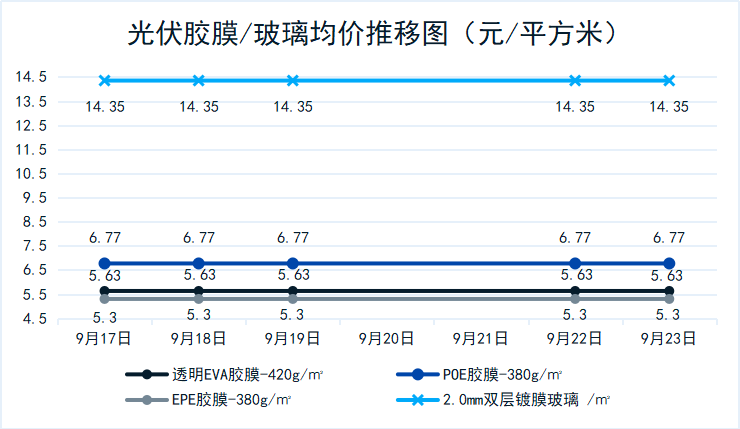 光伏胶膜/玻璃均价推移图（元/平方米）
14.5
13.5
12.5
11.5
10.5
9.5
8.5
7.5
6.5
5.5
4.5
14.35 14.35 14.35 14.35 14.35
6.77 6.77 6.77 6.77 6.77
5.63 5.63 5.63 5.63 5.63
5.3 5.3 5.3 5.3 5.3
9月17日 9月18日 9月19日 9月20日 9月21日 9月22日 9月23日
透明EVA胶膜-420g/㎡ POE胶膜-380g/㎡
EPE胶膜-380g/㎡ 2.0mm双层镀膜玻璃 /㎡